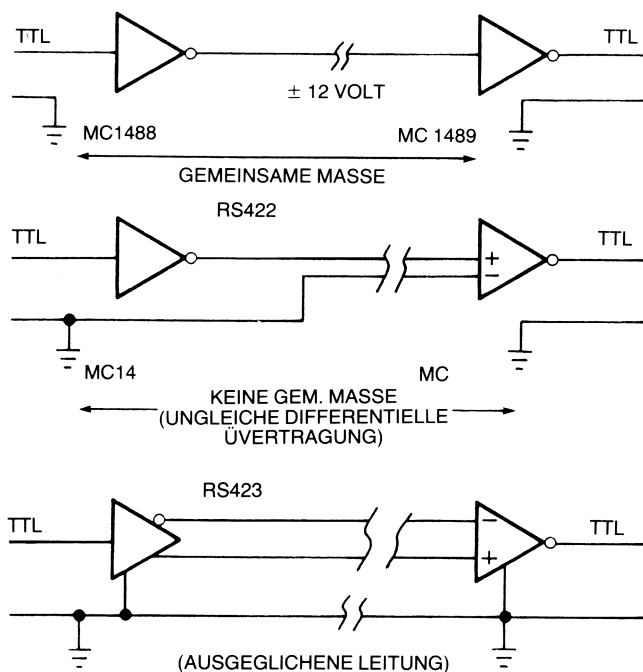 TTL TTL
± 12 VOLT
MC1488 MC 1489
GEMEINSAME MASSE
RS422
TTL TTL
+
−
MC14 MC
KEINE GEM. MASSE
(UNGLEICHE DIFFERENTIELLE
ÜVERTRAGUNG)
RS423
TTL TTL
−
+
(AUSGEGLICHENE LEITUNG)